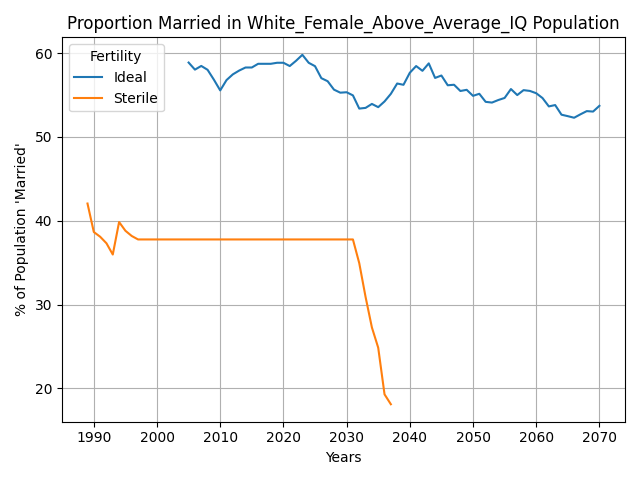 Proportion Married in White_Female_Above_Average_IQ Population
Fertility
Ideal
Sterile
% of Population 'Married'
60
50
40
30
20
1990 2000 2010 2020 2030 2040 2050 2060 2070
Years